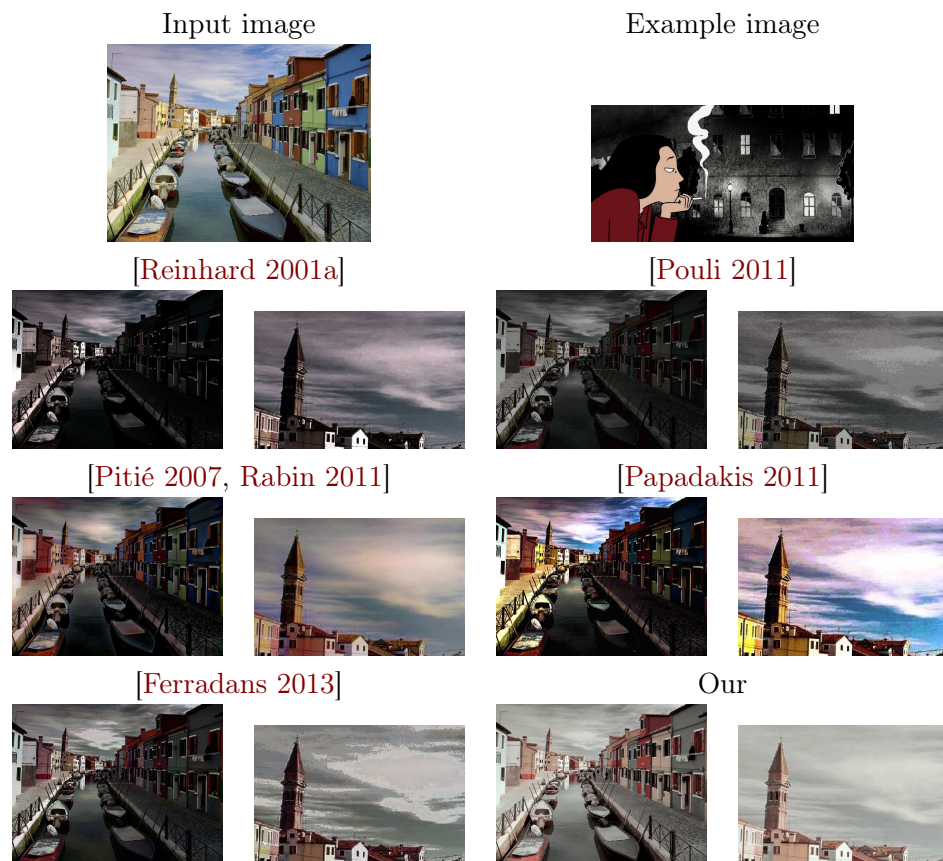 Input image
Example image
[Reinhard 2001a]
[Pouli 2011]
[Pitié 2007, Rabin 2011]
[Papadakis 2011]
[Ferradans 2013]
Our